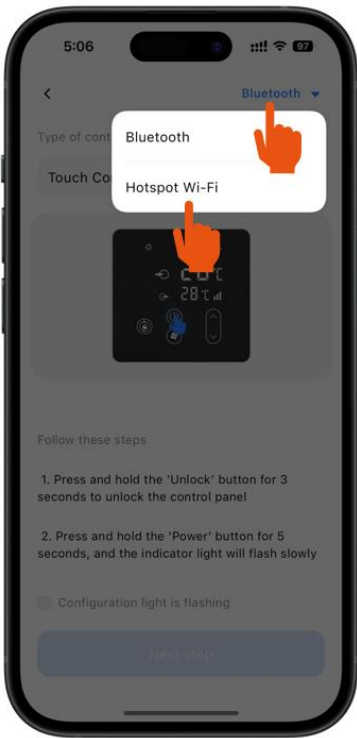 5:06
97
Bluetooth
Type of cont
Bluetooth
Touch Co
Hotspot Wi-Fi
28℃
Follow these steps
1. Press and hold the 'Unlock' button for 3
seconds to unlock the control panel
2. Press and hold the 'Power' button for 5
seconds, and the indicator light will flash slowly
Configuration light is flashing
Next step